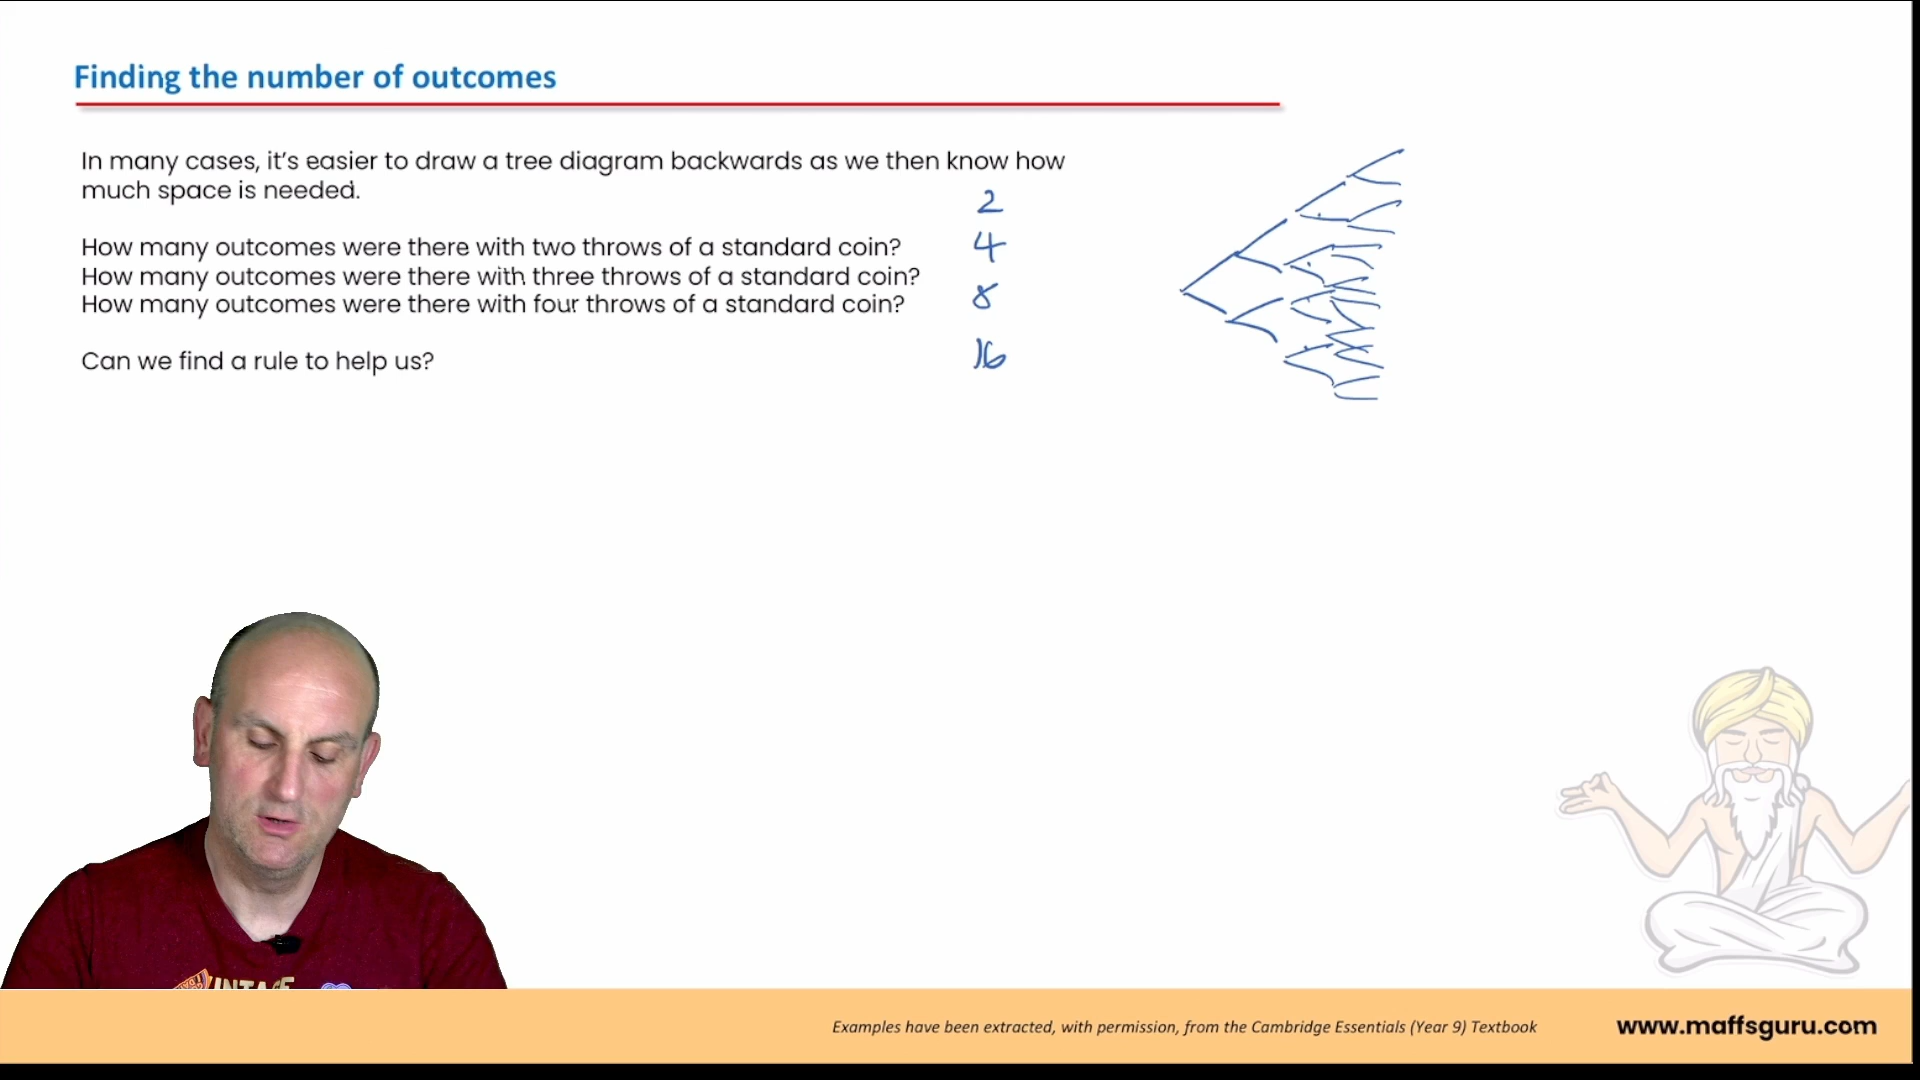 Finding the number of outcomes
In many cases, it’s easier to draw a tree diagram backwards as we then know how
much space is needed.
2
How many outcomes were there with two throws of a standard coin? 4
How many outcomes were there with three throws of a standard coin?
How many outcomes were there with four throws of a standard coin? 8
Can we find a rule to help us? 16
INTAGE
Examples have been extracted, with permission, from the Cambridge Essentials (Year 9) Textbook
www.maffsguru.com